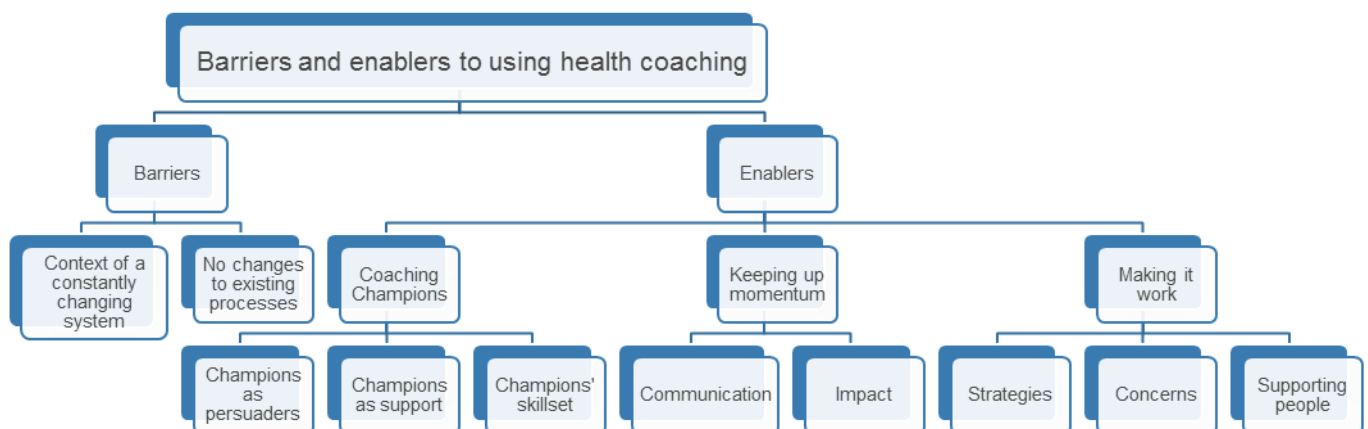 Barriers and enablers to using health coaching
Barriers
Enablers
Context of a
constantly
changing
system
No changes
to existing
processes
Coaching
Champions
Keeping up
momentum
Making it
work
Champions
as
persuaders
Champions
as support
Champions'
skillset
Communication
Impact
Strategies
Concerns
Supporting
people